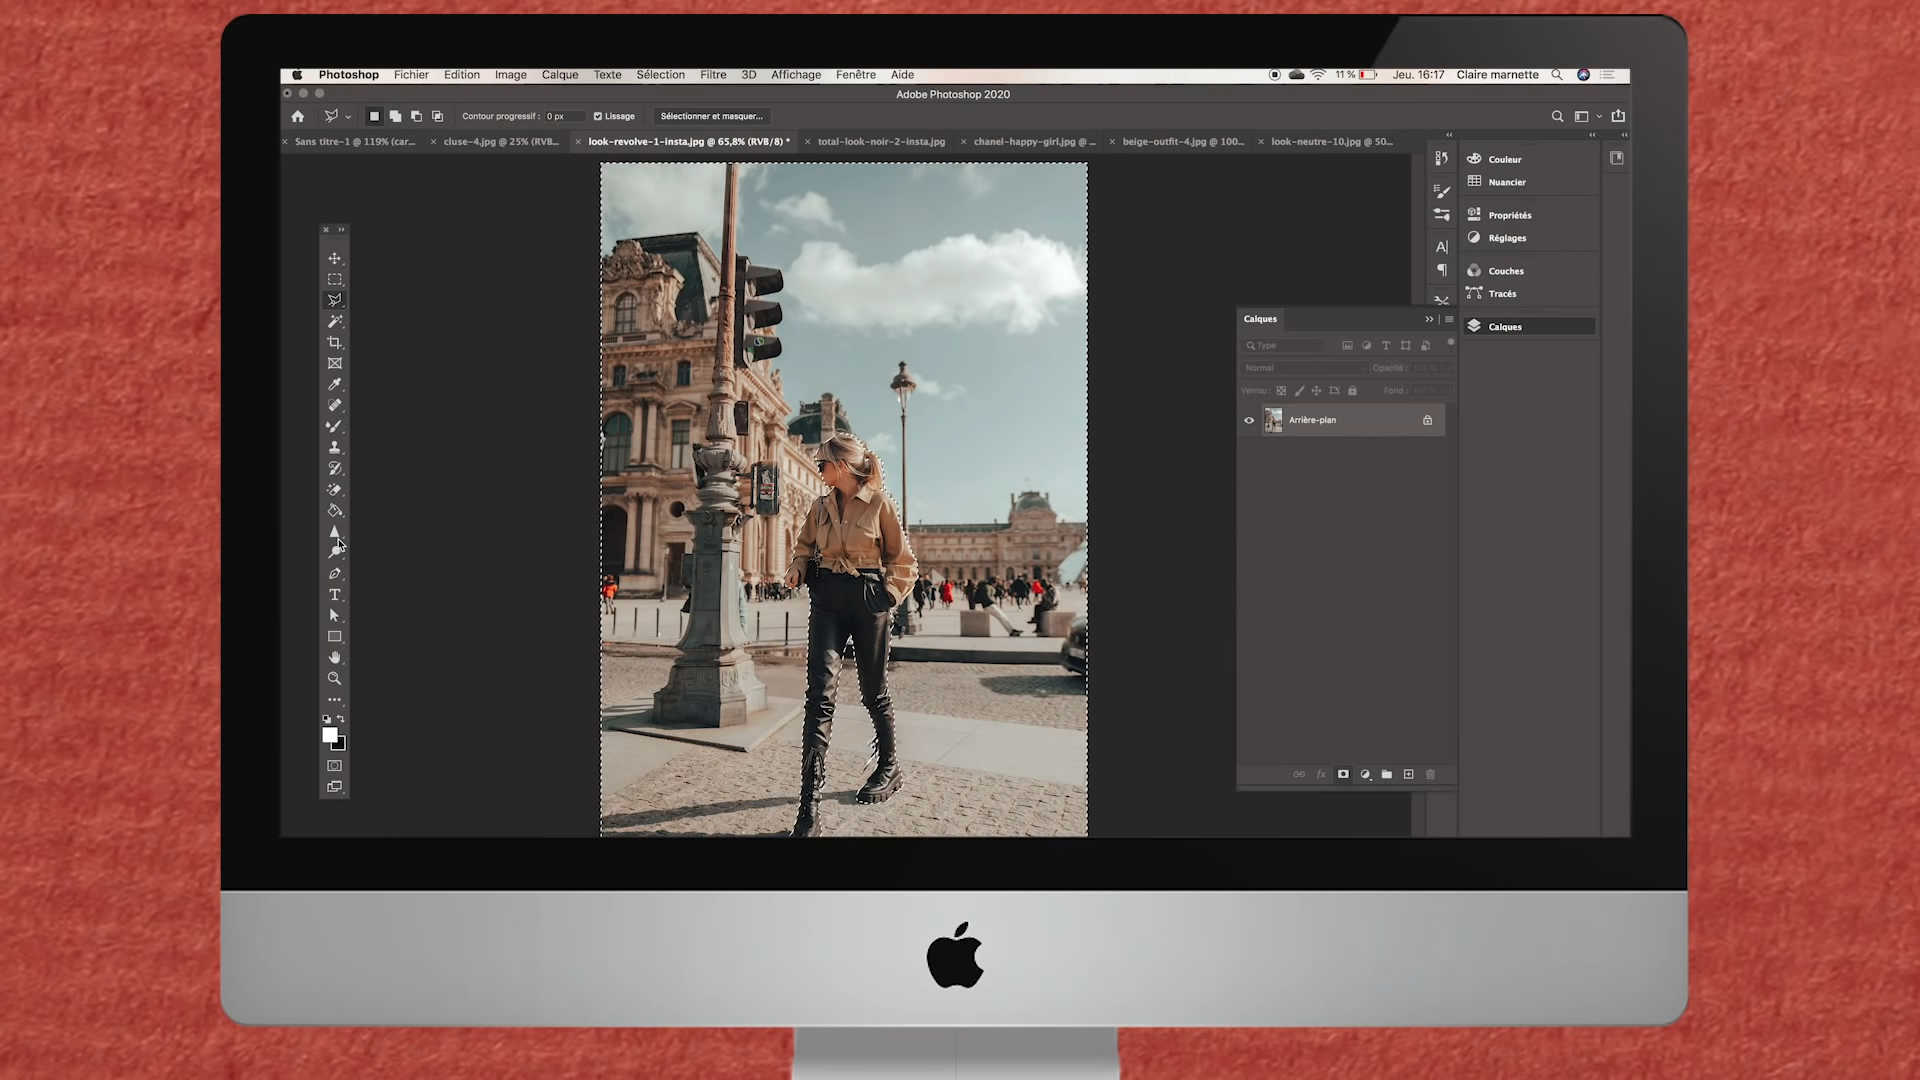 Photoshop Fichier Edition Image Calque Texte Sélection Filtre 3D Affichage Fenêtre Aide 11 % Jeu. 16:17 Claire marnette
Adobe Photoshop 2020
Contour progressif : 0 px Lissage Sélectionner et masquer...
Sans titre-1 @ 119% (car... cluse-4.jpg @ 25% (RVB... look-revolve-1-insta.jpg @ 65,8% (RVB/8) * total-look-noir-2-insta.jpg chanel-happy-girl.jpg @ ... beige-outfit-4.jpg @ 100... look-neutre-10.jpg @ 50...
Couleur
Nuancier
Propriétés
Réglages
Couches
Tracés
Calques
Calques
Type
Normal Opacité :
Verrou : Fond :
Arrière-plan
fx